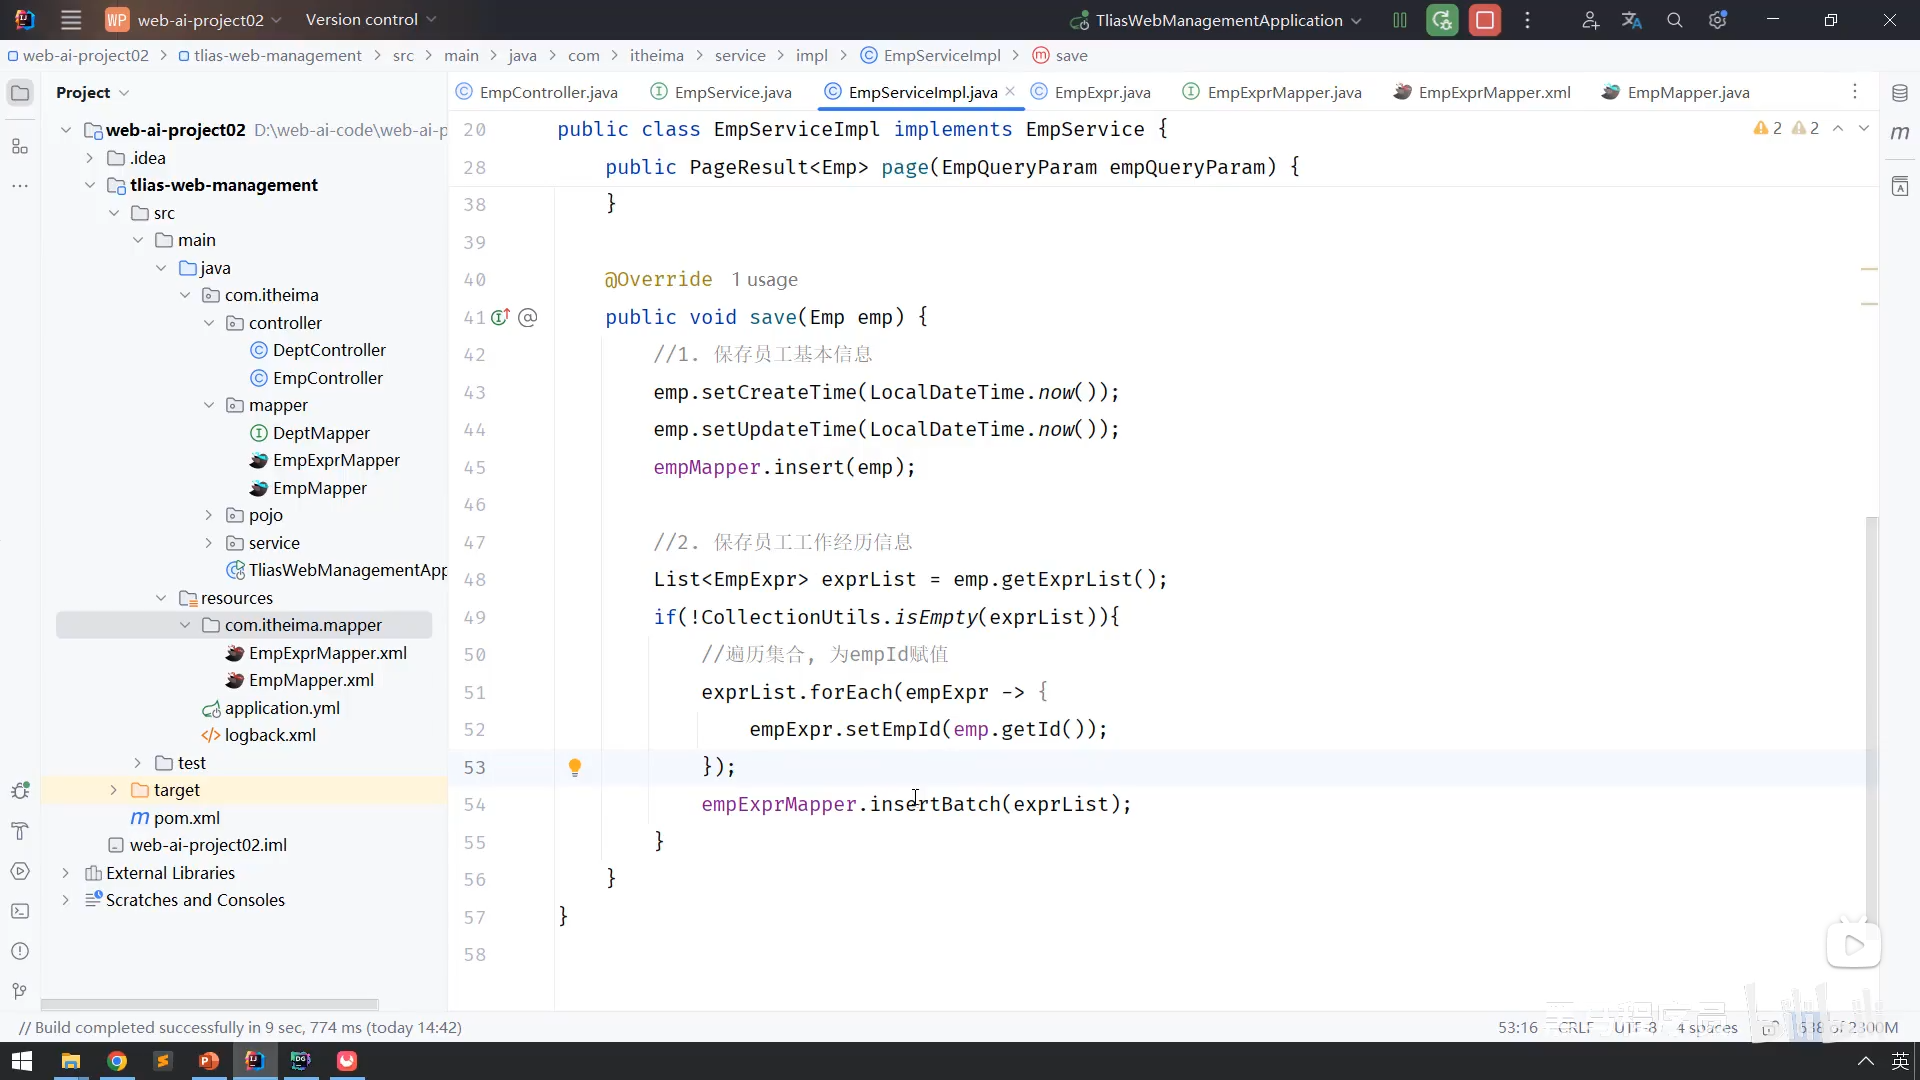 WP web-ai-project02 Version control TliasWebManagementApplication
web-ai-project02 > tlias-web-management > src > main > java > com > itheima > service > impl > EmpServiceImpl > save
Project
web-ai-project02 D:\web-ai-code\web-ai-p
.idea
tlias-web-management
src
main
java
com.itheima
controller
DeptController
EmpController
mapper
DeptMapper
EmpExprMapper
EmpMapper
pojo
service
TliasWebManagementApp
resources
com.itheima.mapper
EmpExprMapper.xml
EmpMapper.xml
application.yml
logback.xml
test
target
pom.xml
web-ai-project02.iml
External Libraries
Scratches and Consoles
EmpController.java EmpService.java EmpServiceImpl.java EmpExpr.java EmpExprMapper.java EmpExprMapper.xml EmpMapper.java
2 2
20 public class EmpServiceImpl implements EmpService {
28 public PageResult<Emp> page(EmpQueryParam empQueryParam) {
38 }
39
40 @Override 1 usage
41 public void save(Emp emp) {
42 //1. 保存员工基本信息
43 emp.setCreateTime(LocalDateTime.now());
44 emp.setUpdateTime(LocalDateTime.now());
45 empMapper.insert(emp);
46
47 //2. 保存员工工作经历信息
48 List<EmpExpr> exprList = emp.getExprList();
49 if(!CollectionUtils.isEmpty(exprList)){
50 //遍历集合, 为empId赋值
51 exprList.forEach(empExpr -> {
52 empExpr.setEmpId(emp.getId());
53 });
54 empExprMapper.insertBatch(exprList);
55 }
56 }
57 }
58
// Build completed successfully in 9 sec, 774 ms (today 14:42)
53:16 CRLF UTF-8 4 spaces
英